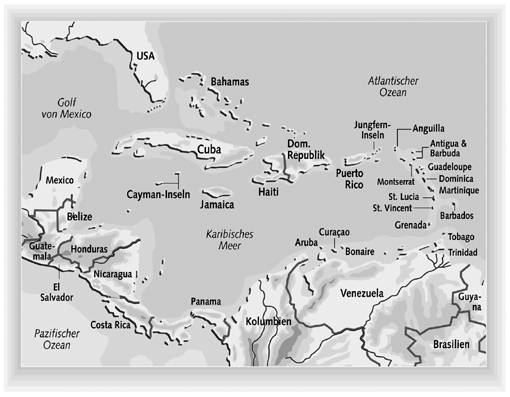 USA
Bahamas
Atlantischer
Ozean
Golf
von Mexico
Jungfern-
Inseln
Anguilla
Cuba
Dom.
Republik
Antigua &
Barbuda
Puerto
Rico
Guadeloupe
Montserrat
Dominica
Martinique
Mexico
Cayman-Inseln
Jamaica
Haiti
St. Lucia
St. Vincent
Barbados
Belize
Grenada
Karibisches
Meer
Curaçao
Aruba
Bonaire
Tobago
Trinidad
Guate-
mala
Honduras
Nicaragua
El
Salvador
Venezuela
Guya-
na
Panama
Costa Rica
Kolumbien
Pazifischer
Ozean
Brasilien